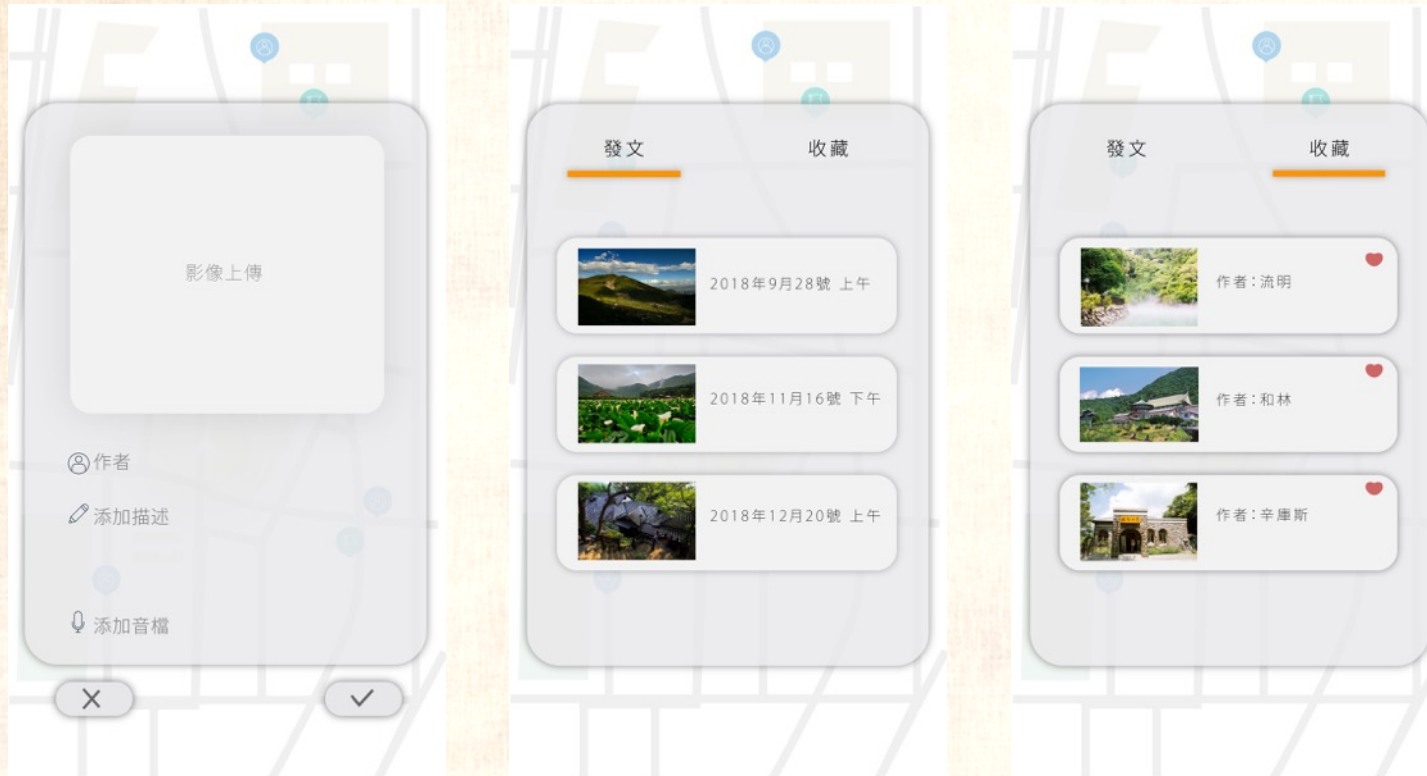 影像上傳
作者
添加描述
添加音檔
發文
收藏
2018年9月28號 上午
2018年11月16號 下午
2018年12月20號 上午
發文
收藏
作者：流明
作者：和林
作者：辛庫斯